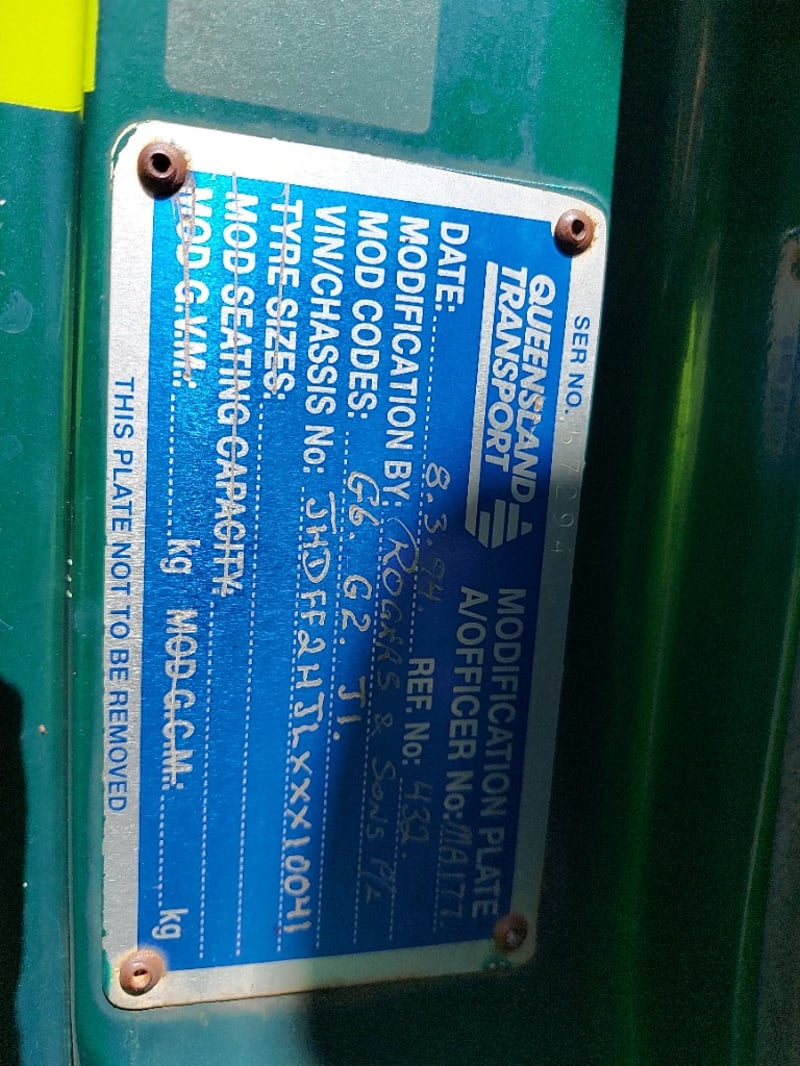 SER NO. 67294
QUEENSLAND TRANSPORT
MODIFICATION PLATE
A/OFFICER No: MA177
DATE: 8.3.94. REF. No: 432.
MODIFICATION BY: ROGERS & SONS P/L
MOD CODES: G6. G2. J1.
VIN/CHASSIS No: JHDFF2HJLXXX10041
TYRE SIZES:
MOD SEATING CAPACITY:
MOD G.V.M: kg MOD G.C.M.: kg
THIS PLATE NOT TO BE REMOVED